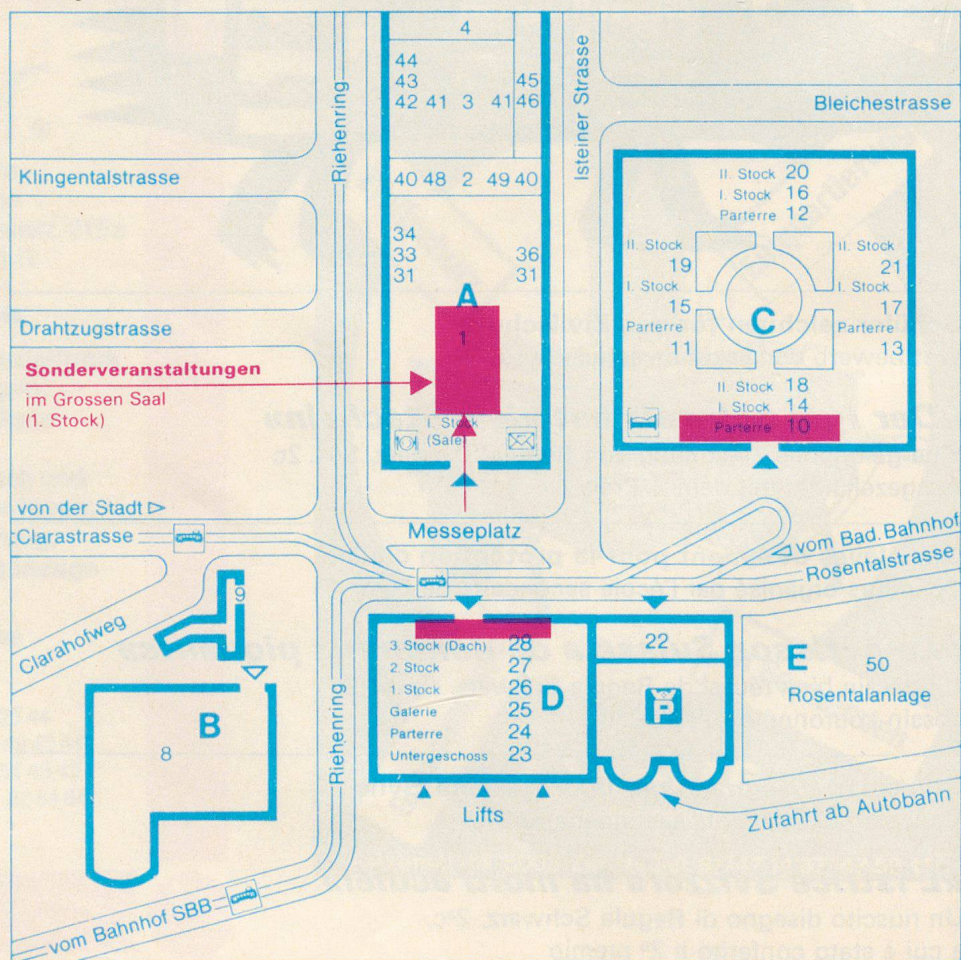 4
44
43
42 41 3 41 46
45
Riehenring
Isteiner Strasse
Bleichestrasse
Klingentalstrasse
40 48 2 49 40
34
33
31
36
31
A
1
II. Stock 20
I. Stock 16
Parterre 12
II. Stock
19
I. Stock
15
Parterre
11
C
II. Stock
21
I. Stock
17
Parterre
13
II. Stock 18
I. Stock 14
Parterre 10
Drahtzugstrasse
Sonderveranstaltungen
im Grossen Saal
(1. Stock)
I. Stock
(Säle)
von der Stadt
Clarastrasse
Messeplatz
vom Bad. Bahnhof
Rosentalstrasse
Clarahofweg
9
B
8
Riehenring
3. Stock (Dach) 28
2. Stock 27
1. Stock 26
Galerie 25
Parterre 24
Untergeschoss 23
D
22
P
E
50
Rosentalanlage
Lifts
Zufahrt ab Autobahn
vom Bahnhof SBB